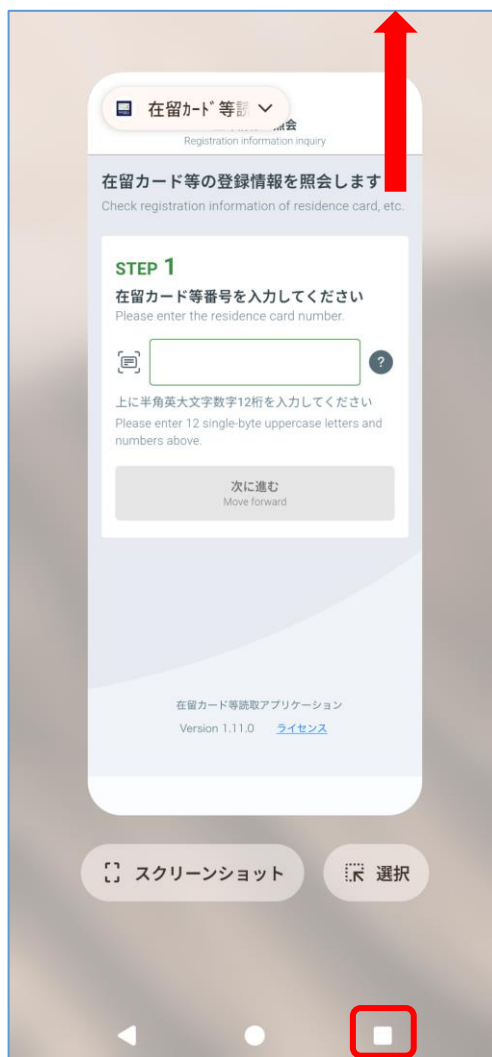 在留ｶｰﾄﾞ等
照会
Registration information inquiry
在留カード等の登録情報を照会します
Check registration information of residence card, etc.
STEP 1
在留カード等番号を入力してください
Please enter the residence card number.
?
上に半角英大文字数字12桁を入力してください
Please enter 12 single-byte uppercase letters and
numbers above.
次に進む
Move forward
在留カード等読取アプリケーション
Version 1.11.0 ライセンス
スクリーンショット 選択